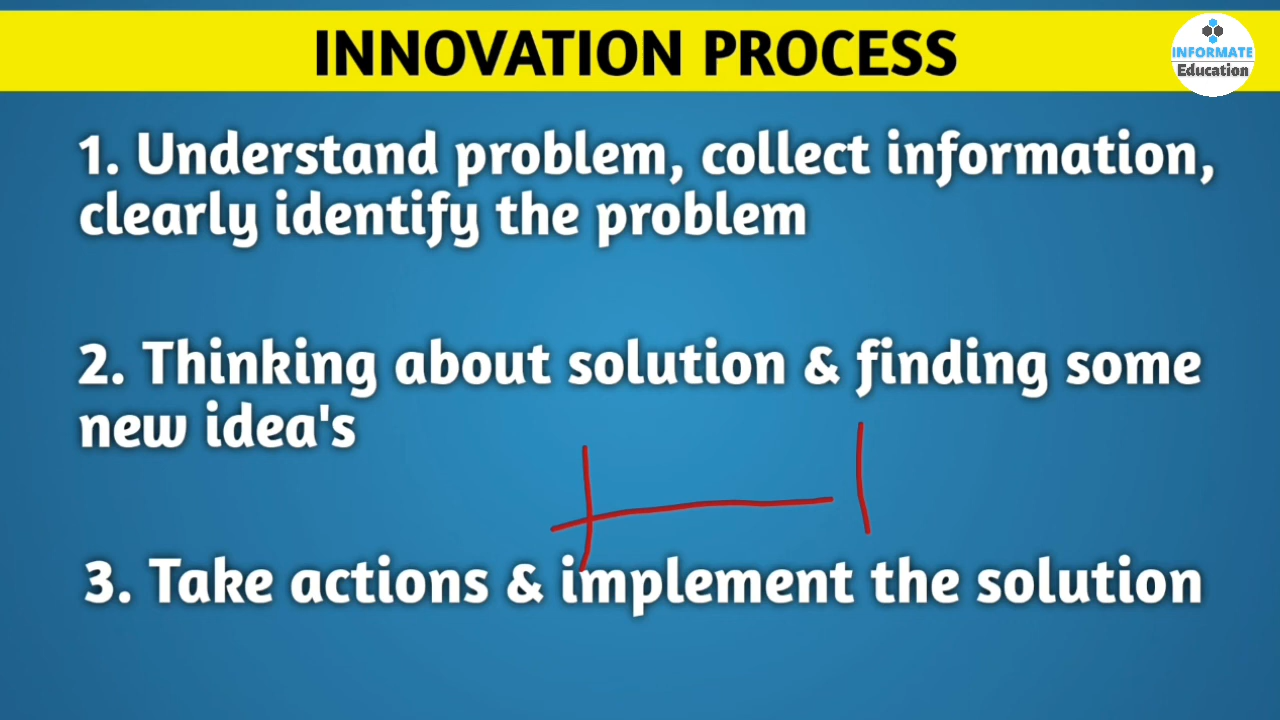 INNOVATION PROCESS
INFORMATE
Education
1. Understand problem, collect information,
clearly identify the problem
2. Thinking about solution & finding some
new idea's
3. Take actions & implement the solution